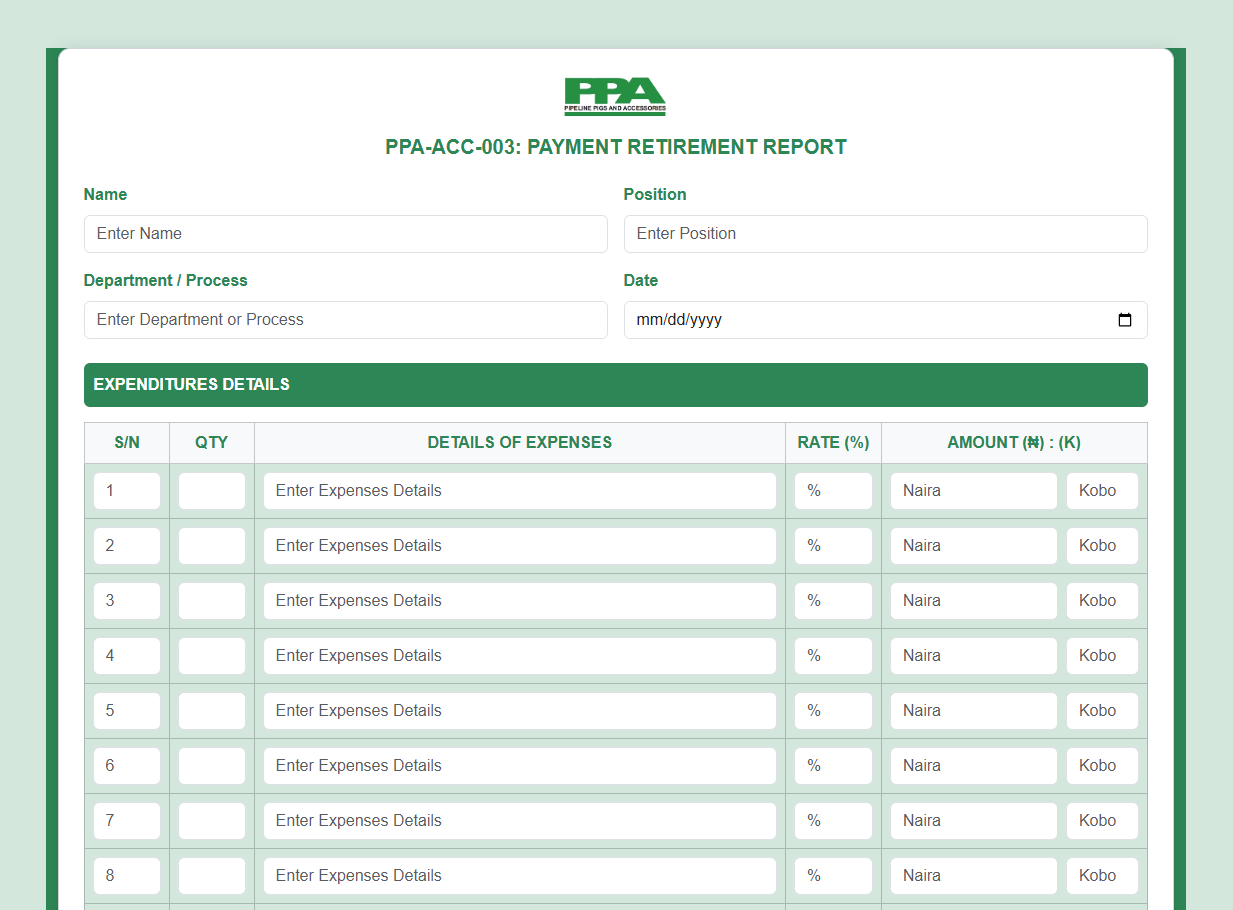 PPA
PIPELINE PIGS AND ACCESSORIES
PPA-ACC-003: PAYMENT RETIREMENT REPORT
Name Position
Enter Name Enter Position
Department / Process Date
Enter Department or Process mm/dd/yyyy
EXPENDITURES DETAILS
S/N QTY DETAILS OF EXPENSES RATE (%) AMOUNT (₦) : (K)
1 Enter Expenses Details % Naira Kobo
2 Enter Expenses Details % Naira Kobo
3 Enter Expenses Details % Naira Kobo
4 Enter Expenses Details % Naira Kobo
5 Enter Expenses Details % Naira Kobo
6 Enter Expenses Details % Naira Kobo
7 Enter Expenses Details % Naira Kobo
8 Enter Expenses Details % Naira Kobo